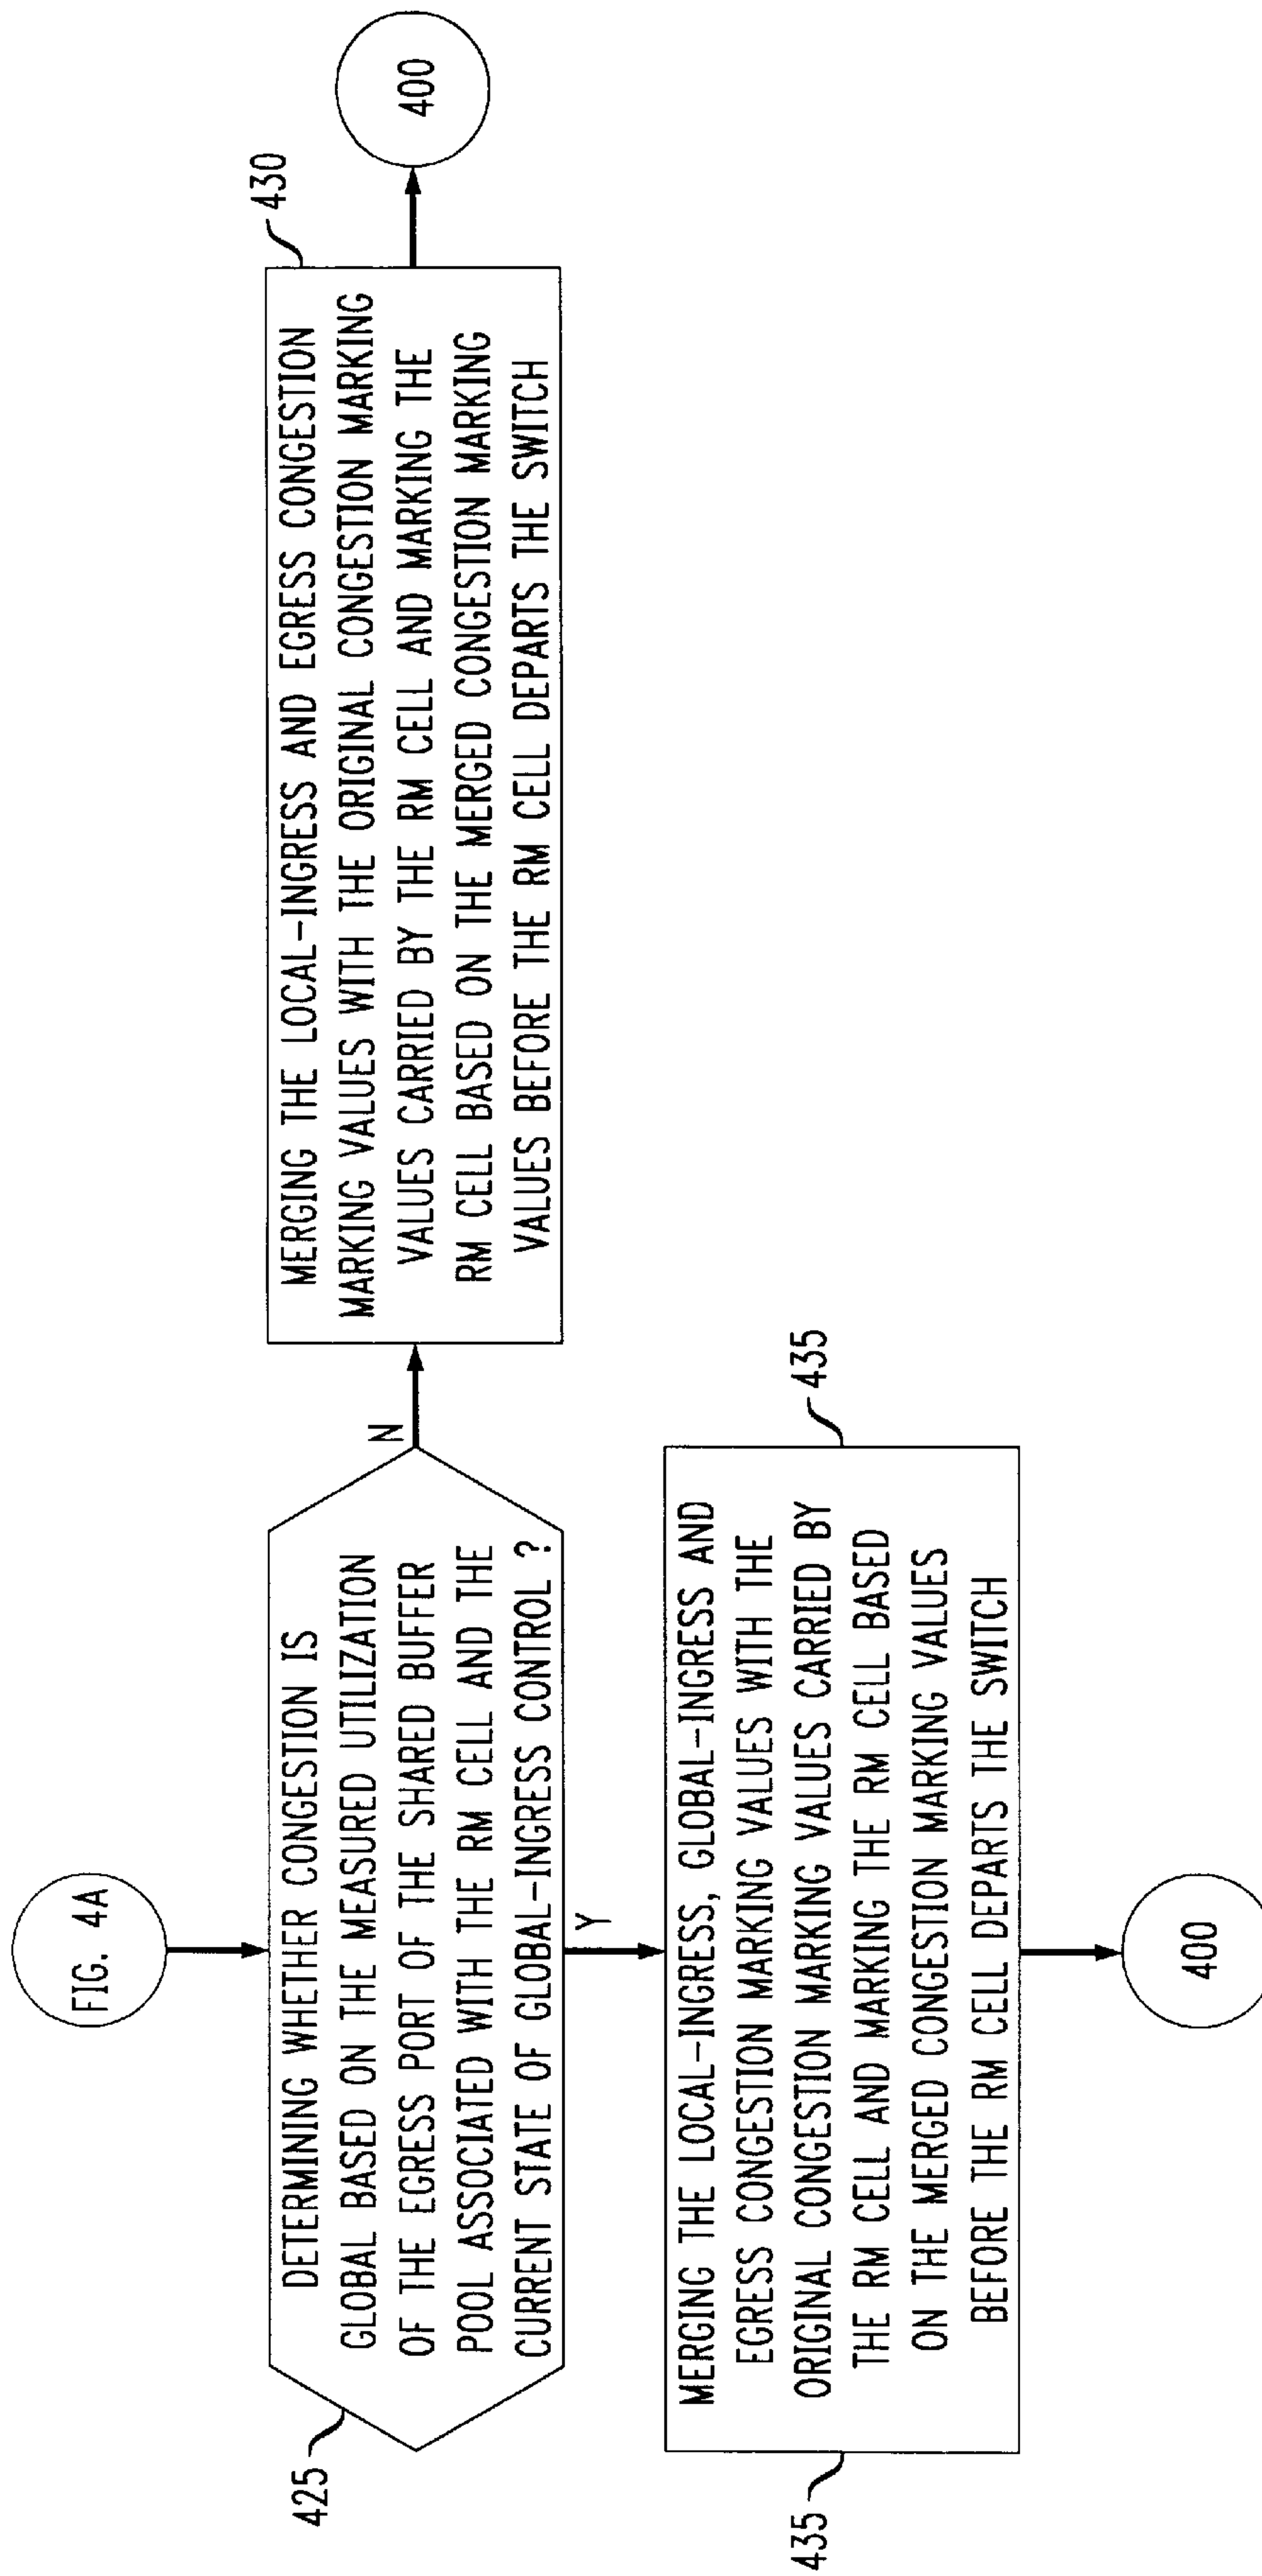 FIG. 4A
425
DETERMINING WHETHER CONGESTION IS
GLOBAL BASED ON THE MEASURED UTILIZATION
OF THE EGRESS PORT OF THE SHARED BUFFER
POOL ASSOCIATED WITH THE RM CELL AND THE
CURRENT STATE OF GLOBAL-INGRESS CONTROL ?
N
430
MERGING THE LOCAL-INGRESS AND EGRESS CONGESTION
MARKING VALUES WITH THE ORIGINAL CONGESTION MARKING
VALUES CARRIED BY THE RM CELL AND MARKING THE
RM CELL BASED ON THE MERGED CONGESTION MARKING
VALUES BEFORE THE RM CELL DEPARTS THE SWITCH
400
Y
435
MERGING THE LOCAL-INGRESS, GLOBAL-INGRESS AND
EGRESS CONGESTION MARKING VALUES WITH THE
ORIGINAL CONGESTION MARKING VALUES CARRIED BY
THE RM CELL AND MARKING THE RM CELL BASED
ON THE MERGED CONGESTION MARKING VALUES
BEFORE THE RM CELL DEPARTS THE SWITCH
435
400